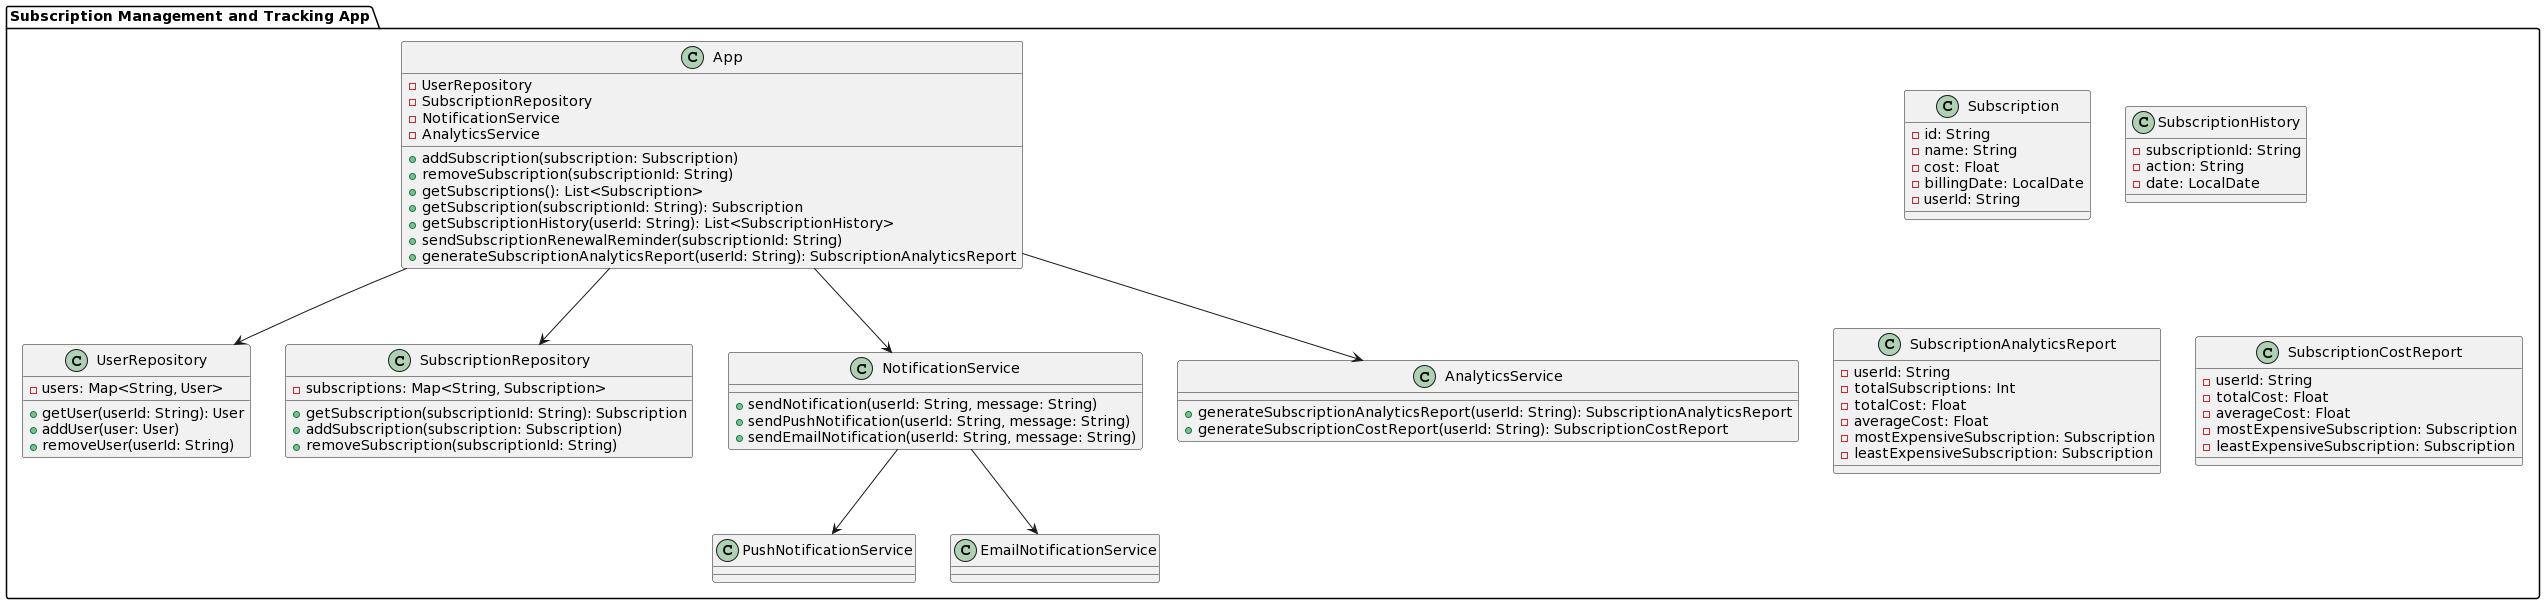 Subscription Management and Tracking App
App
UserRepository
SubscriptionRepository
NotificationService
AnalyticsService
addSubscription(subscription: Subscription)
removeSubscription(subscriptionId: String)
getSubscriptions(): List<Subscription>
getSubscription(subscriptionId: String): Subscription
getSubscriptionHistory(userId: String): List<SubscriptionHistory>
sendSubscriptionRenewalReminder(subscriptionId: String)
generateSubscriptionAnalyticsReport(userId: String): SubscriptionAnalyticsReport
Subscription
id: String
name: String
cost: Float
billingDate: LocalDate
userId: String
SubscriptionHistory
subscriptionId: String
action: String
date: LocalDate
UserRepository
users: Map<String, User>
getUser(userId: String): User
addUser(user: User)
removeUser(userId: String)
SubscriptionRepository
subscriptions: Map<String, Subscription>
getSubscription(subscriptionId: String): Subscription
addSubscription(subscription: Subscription)
removeSubscription(subscriptionId: String)
NotificationService
sendNotification(userId: String, message: String)
sendPushNotification(userId: String, message: String)
sendEmailNotification(userId: String, message: String)
AnalyticsService
generateSubscriptionAnalyticsReport(userId: String): SubscriptionAnalyticsReport
generateSubscriptionCostReport(userId: String): SubscriptionCostReport
SubscriptionAnalyticsReport
userId: String
totalSubscriptions: Int
totalCost: Float
averageCost: Float
mostExpensiveSubscription: Subscription
leastExpensiveSubscription: Subscription
SubscriptionCostReport
userId: String
totalCost: Float
averageCost: Float
mostExpensiveSubscription: Subscription
leastExpensiveSubscription: Subscription
PushNotificationService
EmailNotificationService